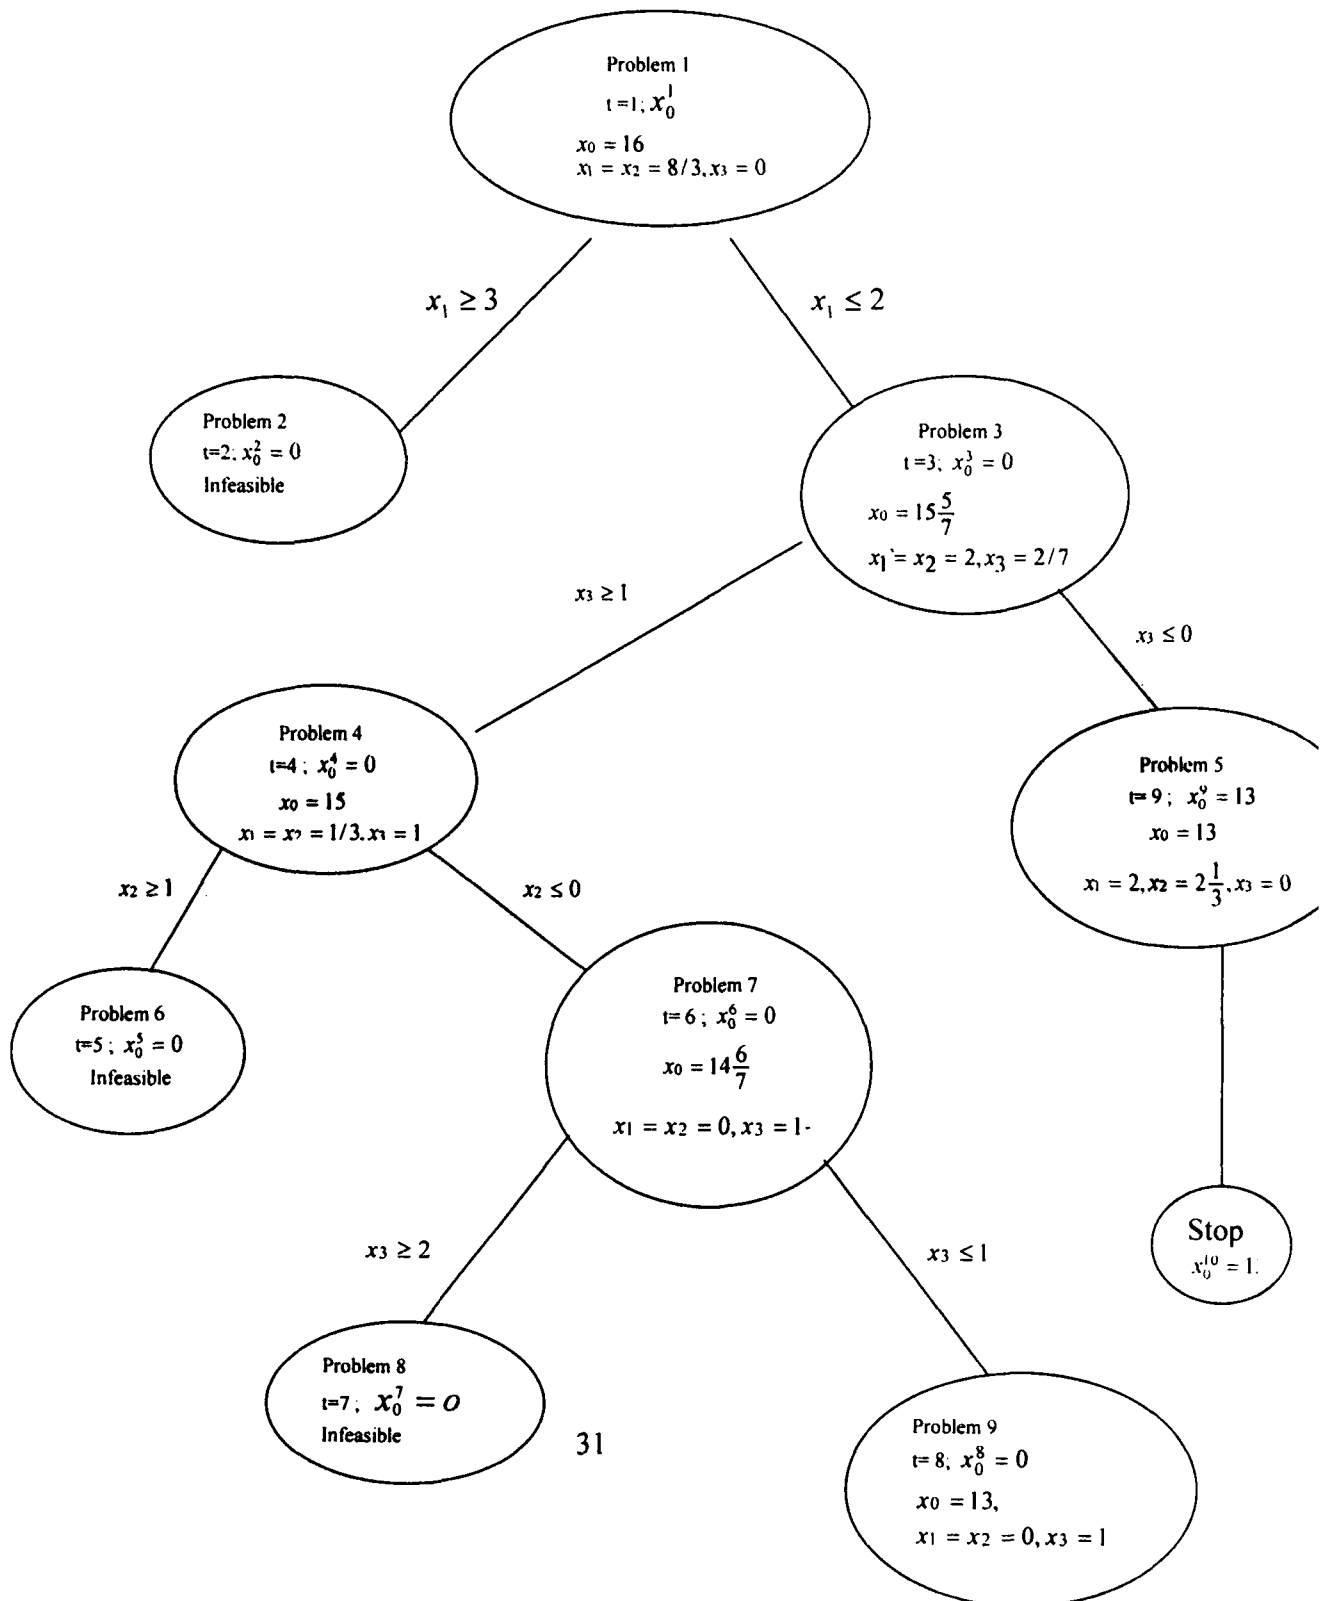 Problem 1
t=1; x_0^1
x0 = 16
x1 = x2 = 8/3, x3 = 0
x1 ≥ 3
x1 ≤ 2
Problem 2
t=2; x_0^2 = 0
Infeasible
Problem 3
t=3; x_0^3 = 0
x0 = 15 5/7
x1 = x2 = 2, x3 = 2/7
x3 ≥ 1
x3 ≤ 0
Problem 4
t=4; x_0^4 = 0
x0 = 15
x1 = x2 = 1/3, x3 = 1
Problem 5
t=9; x_0^9 = 13
x0 = 13
x1 = 2, x2 = 2 1/3, x3 = 0
x2 ≥ 1
x2 ≤ 0
Problem 6
t=5; x_0^5 = 0
Infeasible
Problem 7
t=6; x_0^6 = 0
x0 = 14 6/7
x1 = x2 = 0, x3 = 1
x3 ≥ 2
x3 ≤ 1
Stop
x_0^10 = 1
Problem 8
t=7; x_0^7 = 0
Infeasible
31
Problem 9
t=8; x_0^8 = 0
x0 = 13,
x1 = x2 = 0, x3 = 1